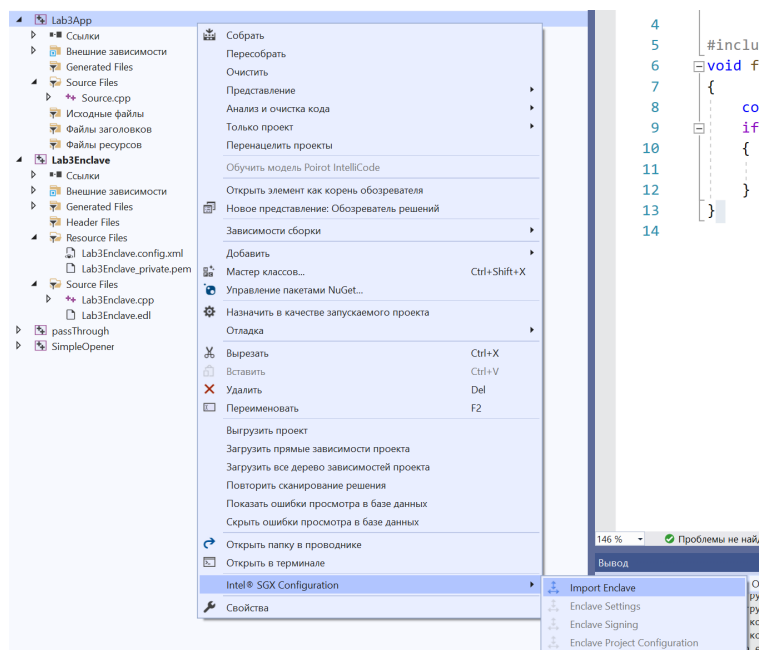 Lab3App
Ссылки
Внешние зависимости
Generated Files
Source Files
Source.cpp
Исходные файлы
Файлы заголовков
Файлы ресурсов
Lab3Enclave
Ссылки
Внешние зависимости
Generated Files
Header Files
Resource Files
Lab3Enclave.config.xml
Lab3Enclave_private.pem
Source Files
Lab3Enclave.cpp
Lab3Enclave.edl
passThrough
SimpleOpener
Собрать
Пересобрать
Очистить
Представление
Анализ и очистка кода
Только проект
Перенацелить проекты
Обучить модель Poirot IntelliCode
Открыть элемент как корень обозревателя
Новое представление: Обозреватель решений
Зависимости сборки
Добавить
Мастер классов... Ctrl+Shift+X
Управление пакетами NuGet...
Назначить в качестве запускаемого проекта
Отладка
Вырезать Ctrl+X
Вставить Ctrl+V
Удалить Del
Переименовать F2
Выгрузить проект
Загрузить прямые зависимости проекта
Загрузить все дерево зависимостей проекта
Повторить сканирование решения
Показать ошибки просмотра в базе данных
Скрыть ошибки просмотра в базе данных
Открыть папку в проводнике
Открыть в терминале
Intel® SGX Configuration
Свойства
Import Enclave
Enclave Settings
Enclave Signing
Enclave Project Configuration
4
5 #inclu
6 void f
7 {
8 co
9 if
10 {
11
12 }
13 }
14
146 % Проблемы не най
Вывод